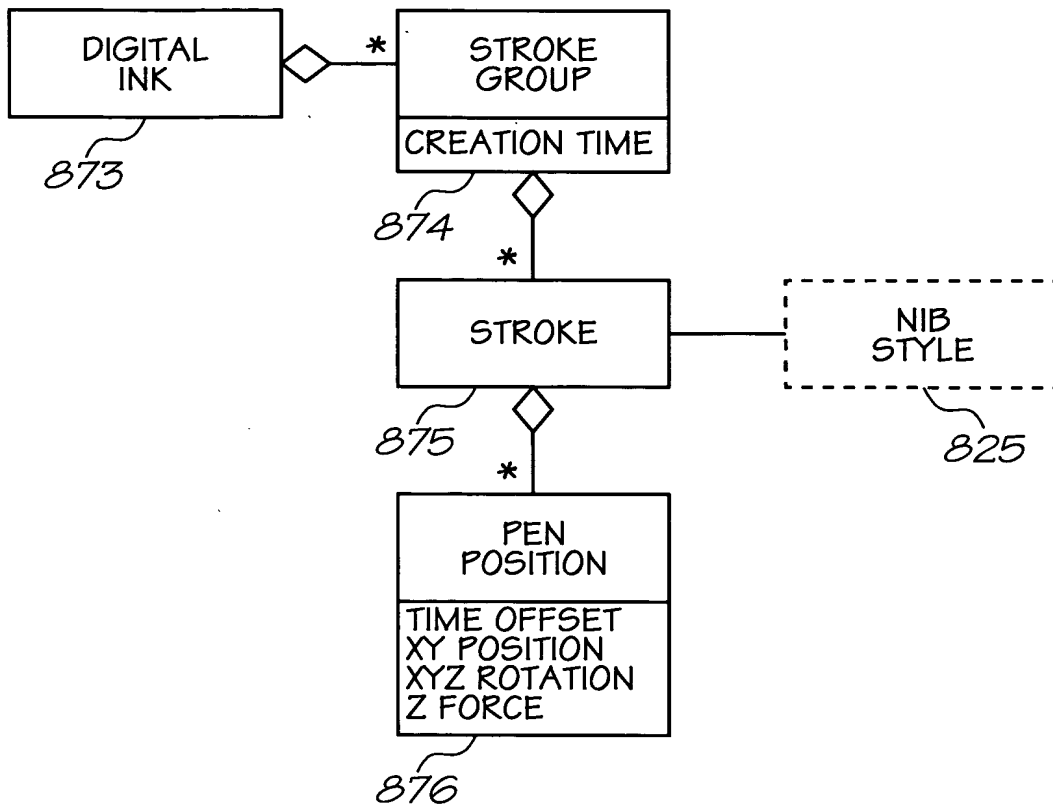 DIGITAL
INK
*
STROKE
GROUP
CREATION TIME
873
874
*
STROKE
NIB
STYLE
875
825
*
PEN
POSITION
TIME OFFSET
XY POSITION
XYZ ROTATION
Z FORCE
876